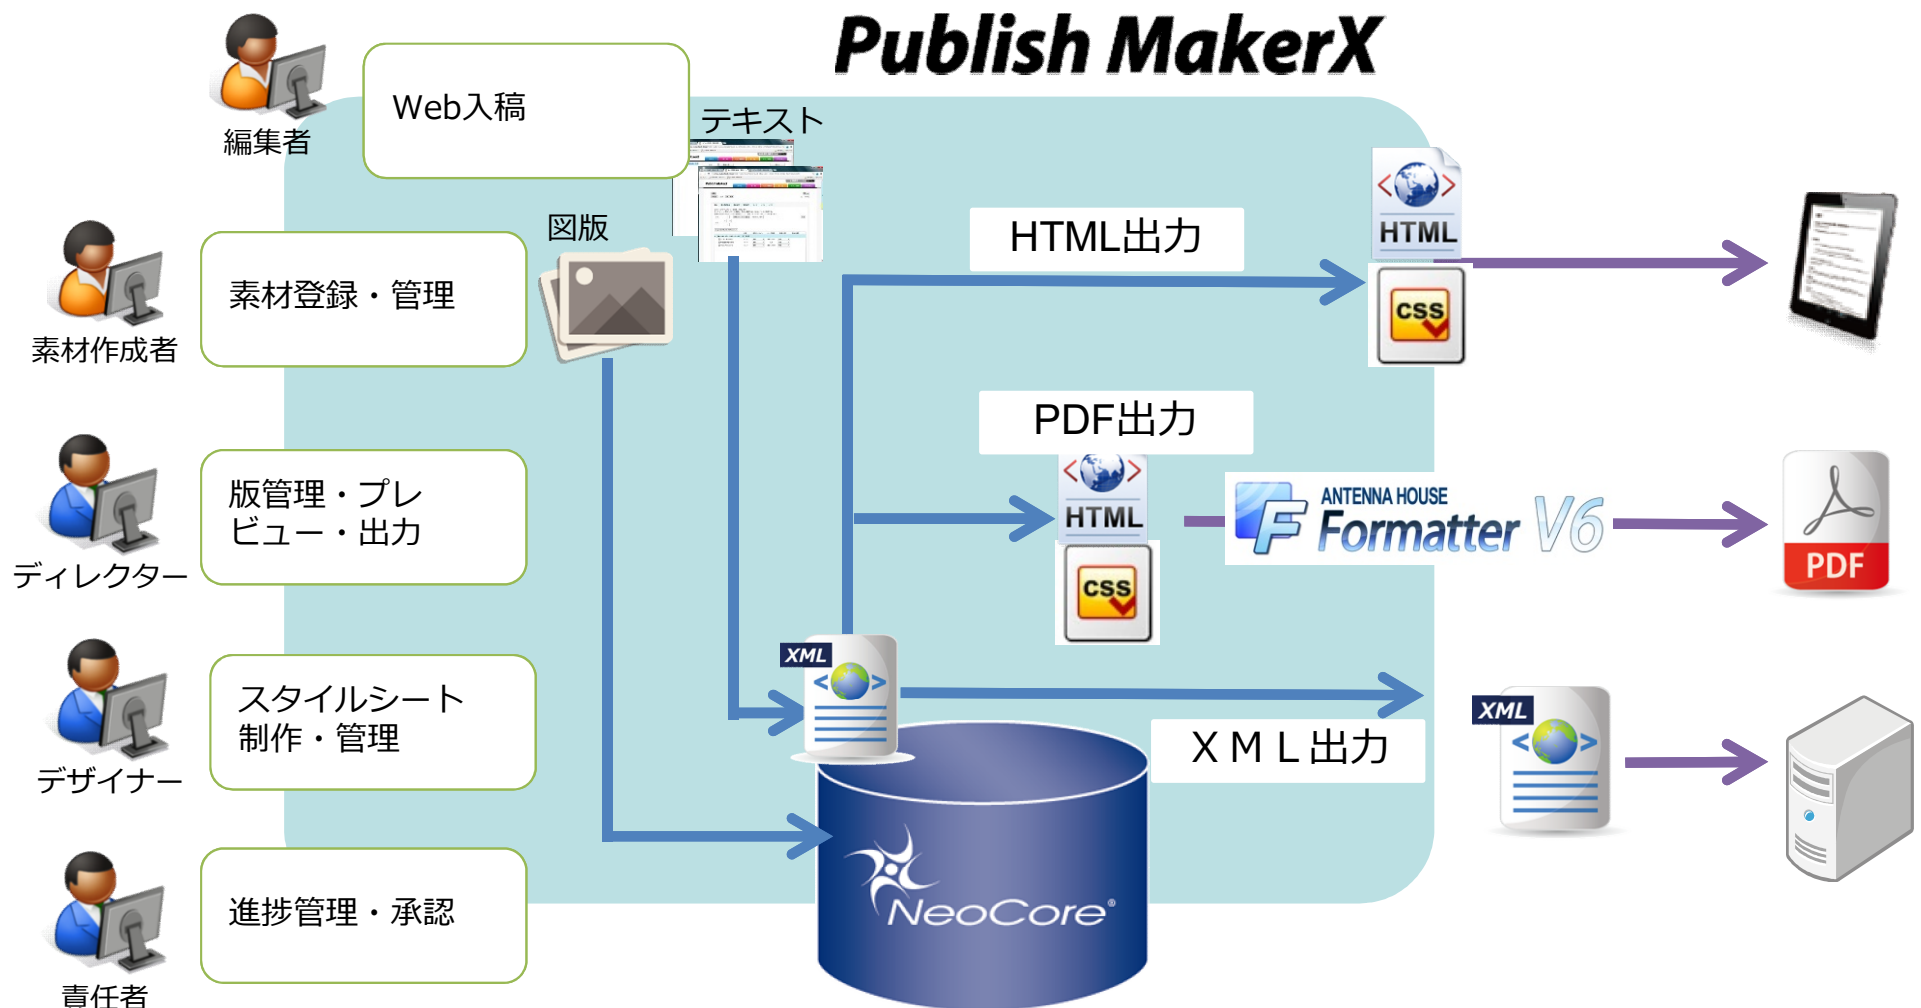 Publish MakerX
編集者
Web入稿
テキスト
図版
素材作成者
素材登録・管理
HTML出力
HTML
CSS
PDF出力
HTML
CSS
ANTENNA HOUSE
Formatter V6
PDF
ディレクター
版管理・プレ
ビュー・出力
デザイナー
スタイルシート
制作・管理
XML
ＸＭＬ出力
XML
責任者
進捗管理・承認
NeoCore®